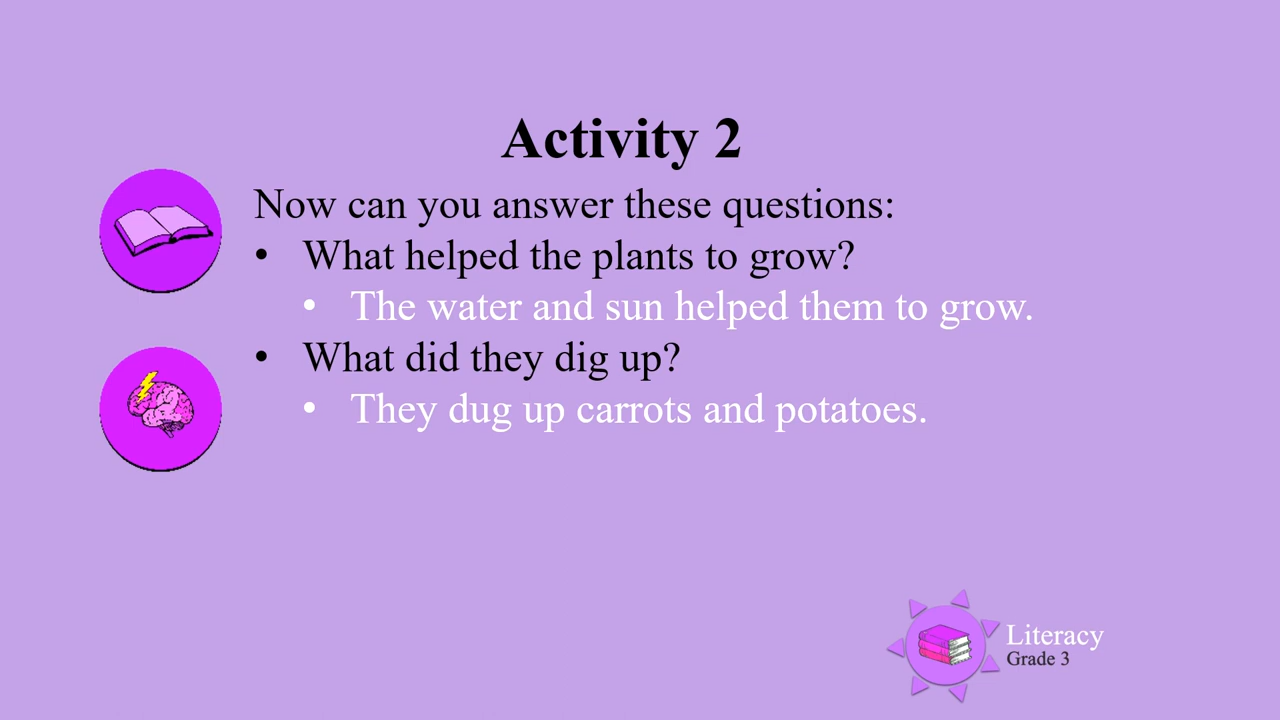 Activity 2
Now can you answer these questions:
• What helped the plants to grow?
• The water and sun helped them to grow.
• What did they dig up?
• They dug up carrots and potatoes.
Literacy
Grade 3